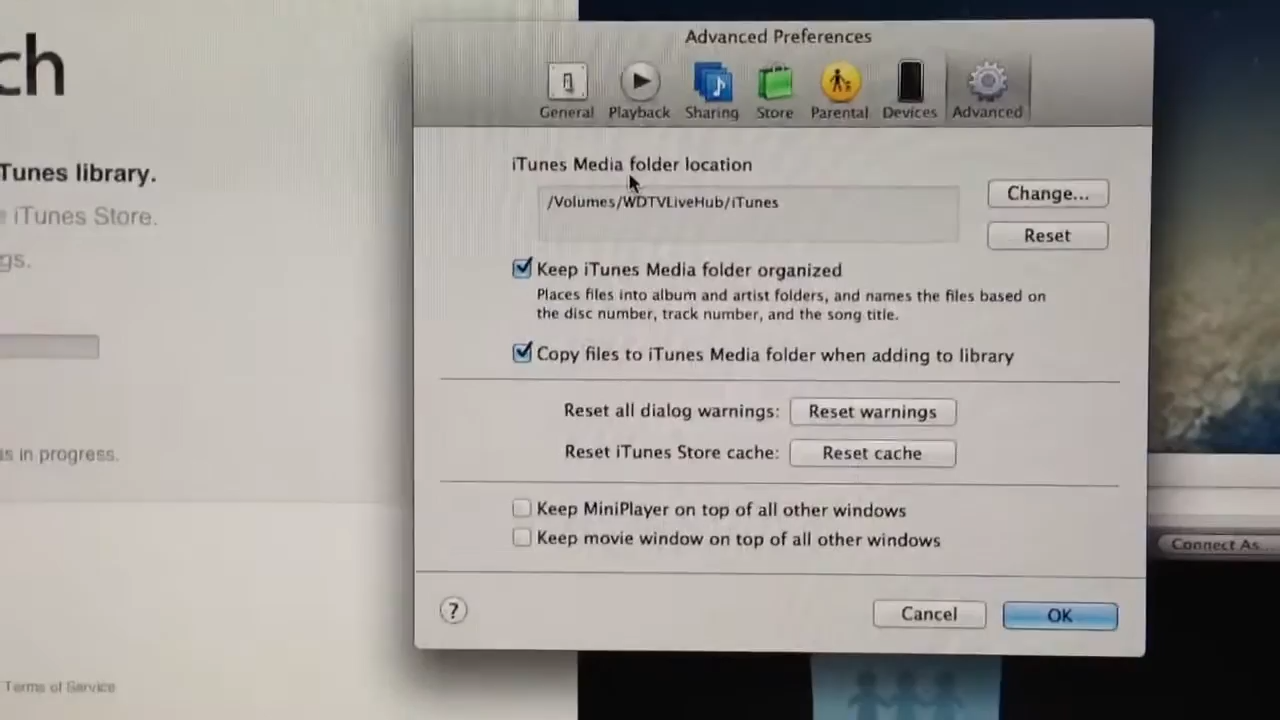 ch
Tunes library.
iTunes Store.
gs.
is in progress.
Terms of Service
Advanced Preferences
General Playback Sharing Store Parental Devices Advanced
iTunes Media folder location
/Volumes/WDTVLiveHub/iTunes
Change...
Reset
Keep iTunes Media folder organized
Places files into album and artist folders, and names the files based on
the disc number, track number, and the song title.
Copy files to iTunes Media folder when adding to library
Reset all dialog warnings: Reset warnings
Reset iTunes Store cache: Reset cache
Keep MiniPlayer on top of all other windows
Keep movie window on top of all other windows
?
Cancel
OK
Connect As...